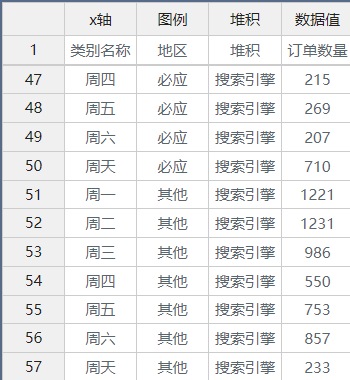 x轴 图例 堆积 数据值
1 类别名称 地区 堆积 订单数量
47 周四 必应 搜索引擎 215
48 周五 必应 搜索引擎 269
49 周六 必应 搜索引擎 207
50 周天 必应 搜索引擎 710
51 周一 其他 搜索引擎 1221
52 周二 其他 搜索引擎 1231
53 周三 其他 搜索引擎 986
54 周四 其他 搜索引擎 550
55 周五 其他 搜索引擎 753
56 周六 其他 搜索引擎 857
57 周天 其他 搜索引擎 233